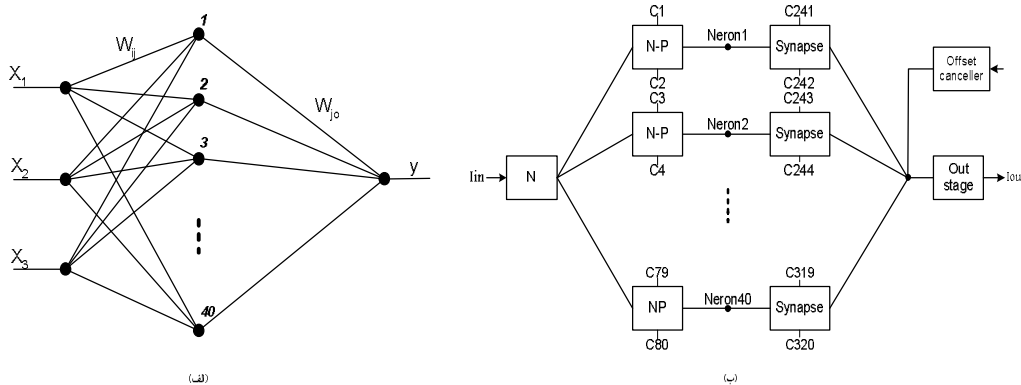 1
W_ij
X_1
2
W_jo
3
y
X_2
X_3
40
(الف)
C1
N-P
C2
Neron1
C241
Synapse
C242
Offset
canceller
C3
N-P
C4
Neron2
C243
Synapse
C244
Iin
N
Out
stage
Iou
C79
NP
C80
Neron40
C319
Synapse
C320
(ب)